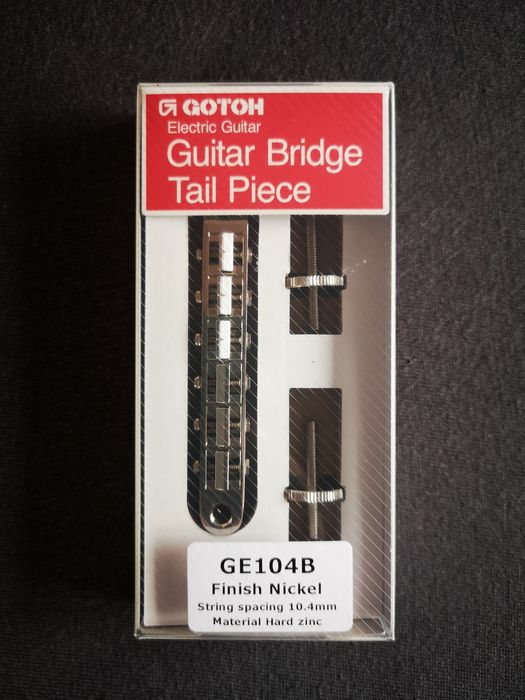 GOTOH
Electric Guitar
Guitar Bridge
Tail Piece
GE104B
Finish Nickel
String spacing 10.4mm
Material Hard zinc